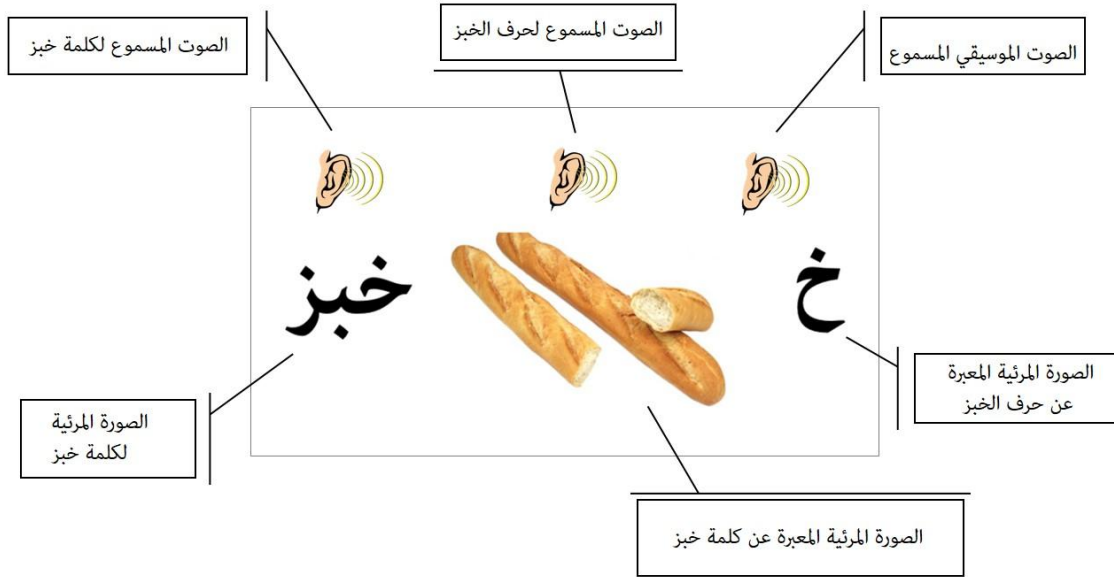 الصوت الموسيقي المسموع
الصوت المسموع لحرف الخبز
الصوت المسموع لكلمة خبز
خ
خبز
الصورة المرئية المعبرة
عن حرف الخبز
الصورة المرئية
لكلمة خبز
الصورة المرئية المعبرة عن كلمة خبز